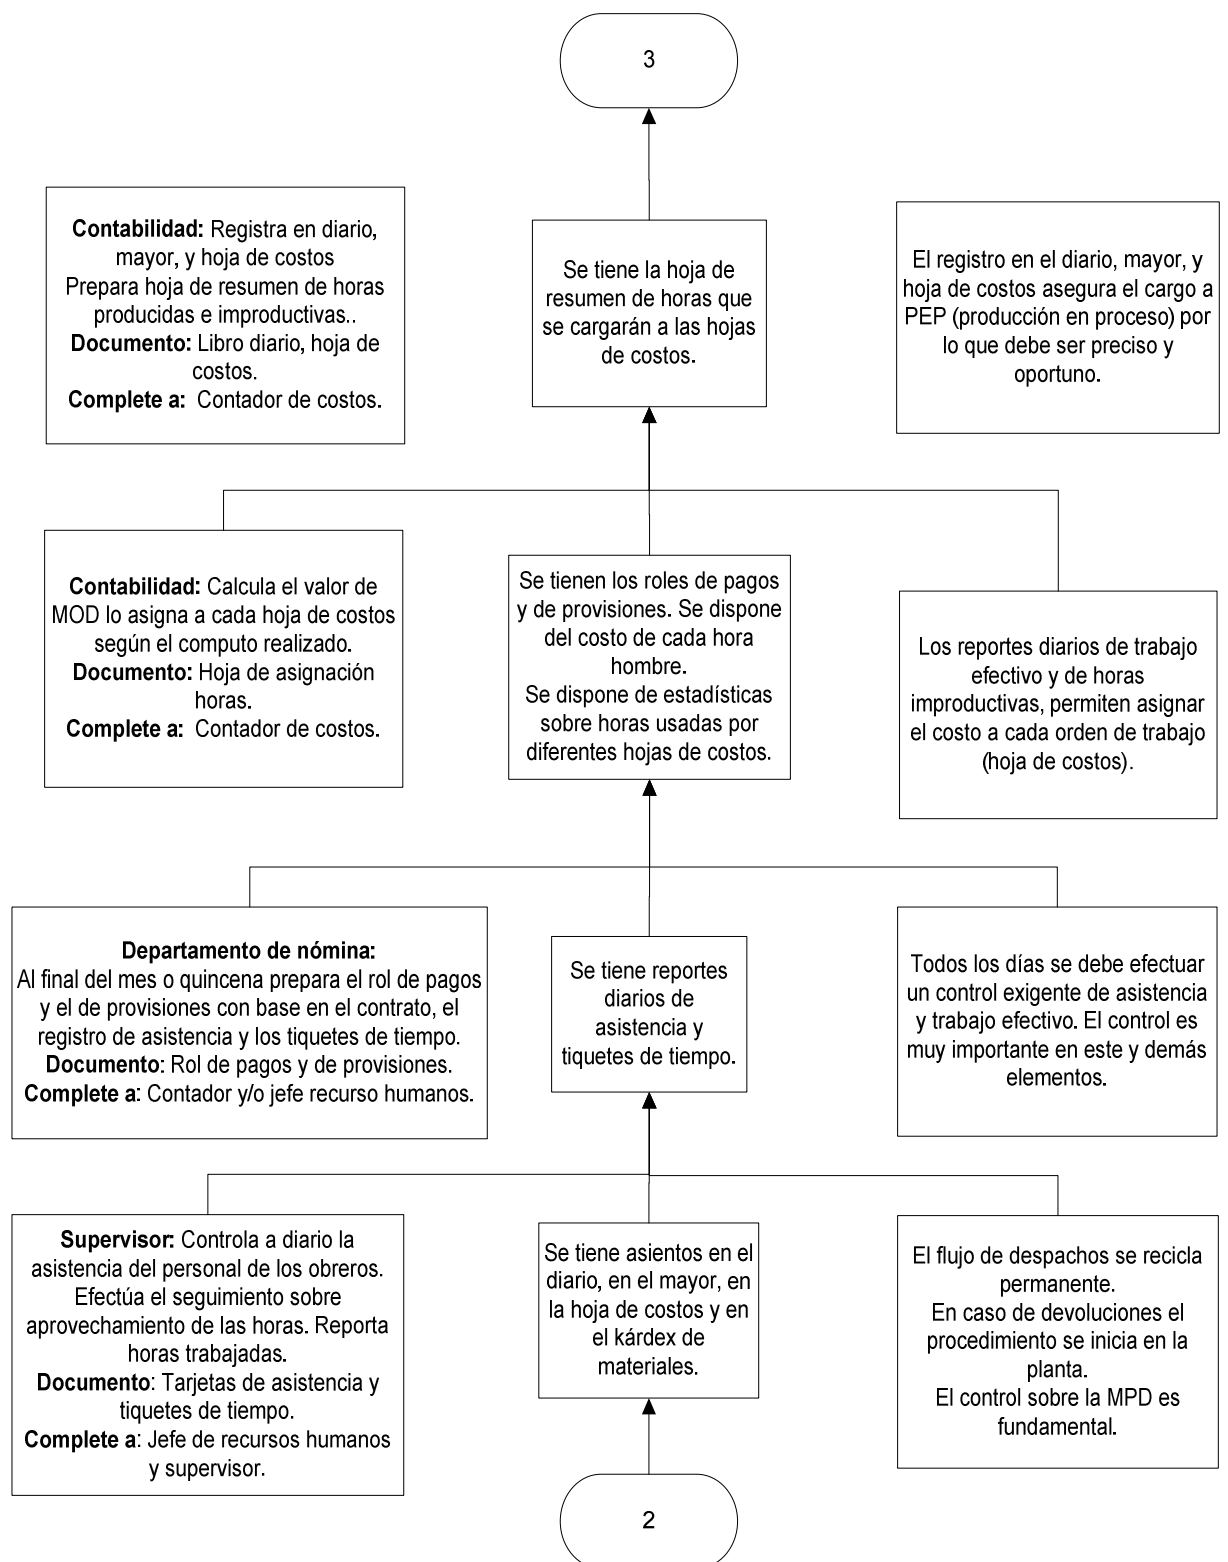 3
Contabilidad: Registra en diario,
mayor, y hoja de costos
Prepara hoja de resumen de horas
producidas e improductivas..
Documento: Libro diario, hoja de
costos.
Complete a:  Contador de costos.
Se tiene la hoja de
resumen de horas que
se cargarán a las hojas
de costos.
El registro en el diario, mayor, y
hoja de costos asegura el cargo a
PEP (producción en proceso) por
lo que debe ser preciso y
oportuno.
Contabilidad: Calcula el valor de
MOD lo asigna a cada hoja de costos
según el computo realizado.
Documento: Hoja de asignación
horas.
Complete a:  Contador de costos.
Se tienen los roles de pagos
y de provisiones. Se dispone
del costo de cada hora
hombre.
Se dispone de estadísticas
sobre horas usadas por
diferentes hojas de costos.
Los reportes diarios de trabajo
efectivo y de horas
improductivas, permiten asignar
el costo a cada orden de trabajo
(hoja de costos).
Departamento de nómina:
Al final del mes o quincena prepara el rol de pagos
y el de provisiones con base en el contrato, el
registro de asistencia y los tiquetes de tiempo.
Documento: Rol de pagos y de provisiones.
Complete a: Contador y/o jefe recurso humanos.
Se tiene reportes
diarios de
asistencia y
tiquetes de tiempo.
Todos los días se debe efectuar
un control exigente de asistencia
y trabajo efectivo. El control es
muy importante en este y demás
elementos.
Supervisor: Controla a diario la
asistencia del personal de los obreros.
Efectúa el seguimiento sobre
aprovechamiento de las horas. Reporta
horas trabajadas.
Documento: Tarjetas de asistencia y
tiquetes de tiempo.
Complete a: Jefe de recursos humanos
y supervisor.
Se tiene asientos en el
diario, en el mayor, en
la hoja de costos y en
el kárdex de
materiales.
El flujo de despachos se recicla
permanente.
En caso de devoluciones el
procedimiento se inicia en la
planta.
El control sobre la MPD es
fundamental.
2